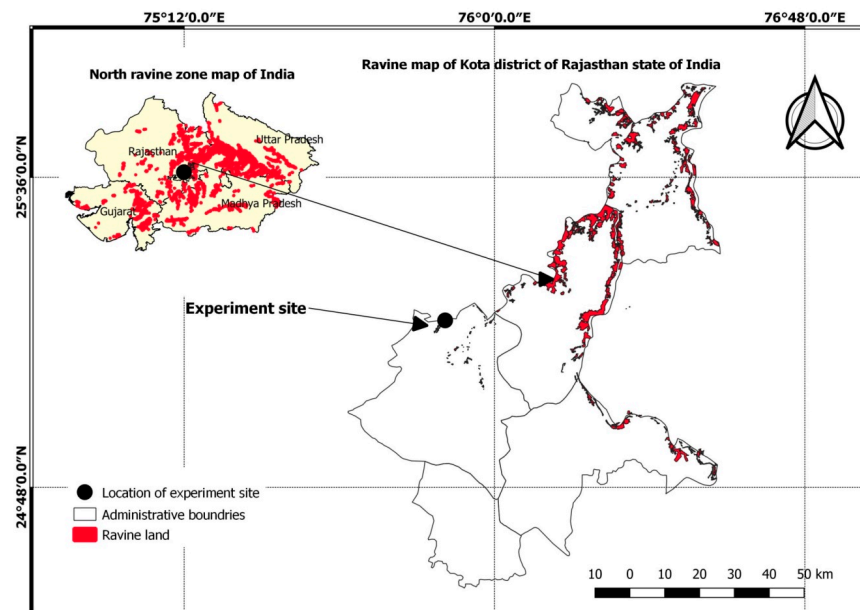 75°12'0.0"E 76°0'0.0"E 76°48'0.0"E
North ravine zone map of India
Ravine map of Kota district of Rajasthan state of India
Uttar Pradesh
Rajasthan
Gujarat
Madhya Pradesh
25°36'0.0"N
Experiment site
24°48'0.0"N
Location of experiment site
Administrative boundries
Ravine land
10 0 10 20 30 40 50 km